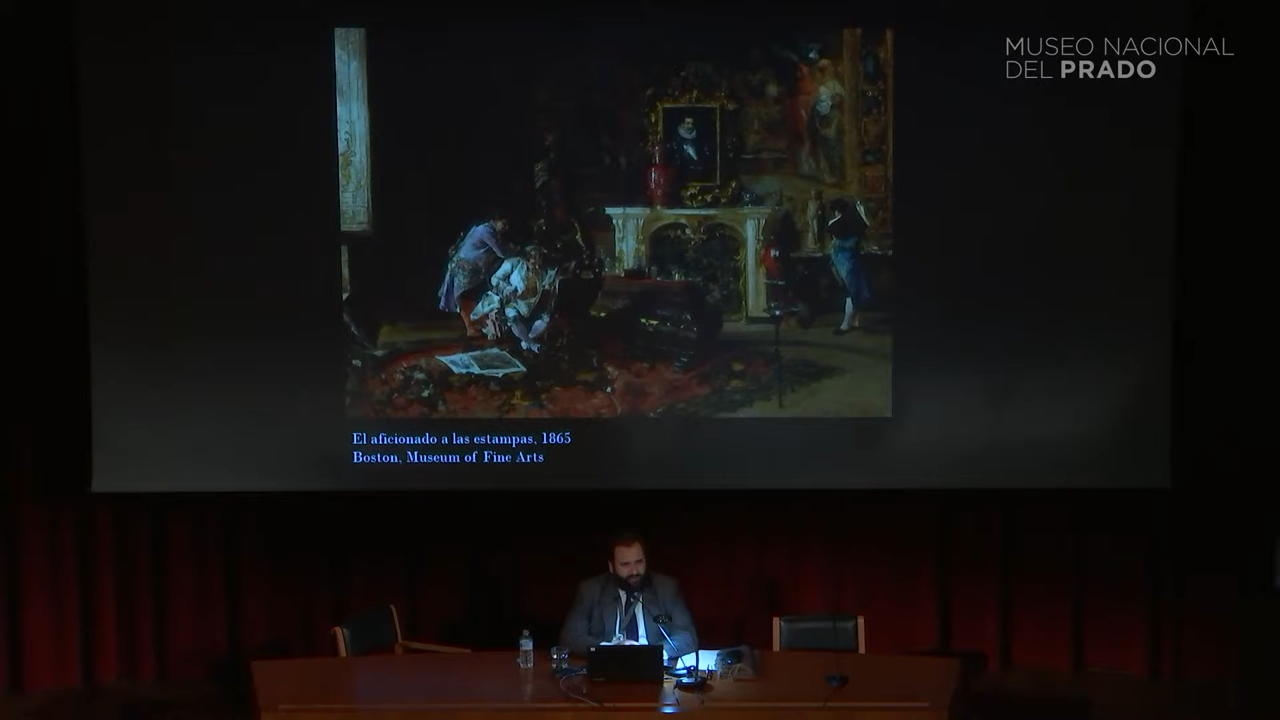 MUSEO NACIONAL
DEL PRADO
El aficionado a las estampas, 1865
Boston, Museum of Fine Arts